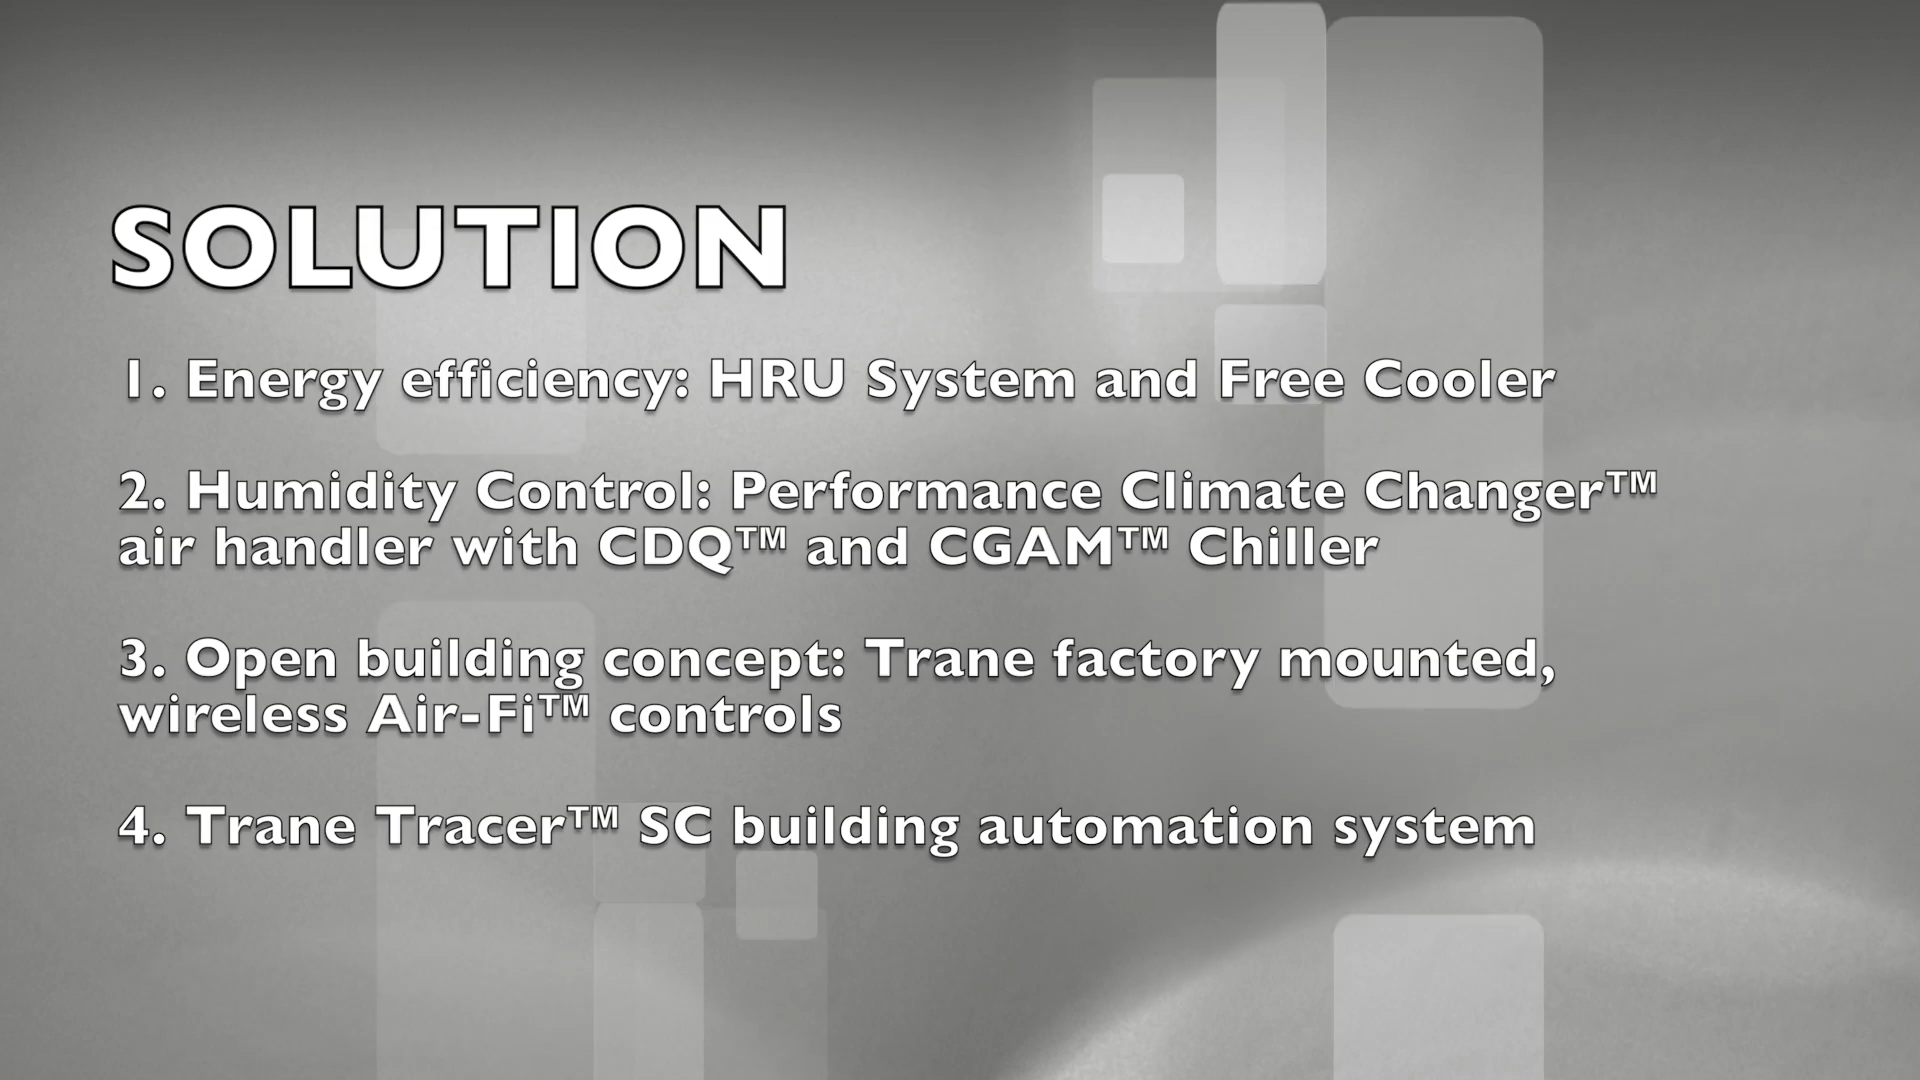 SOLUTION
1. Energy efficiency: HRU System and Free Cooler
2. Humidity Control: Performance Climate Changer™
air handler with CDQ™ and CGAM™ Chiller
3. Open building concept: Trane factory mounted,
wireless Air-Fi™ controls
4. Trane Tracer™ SC building automation system